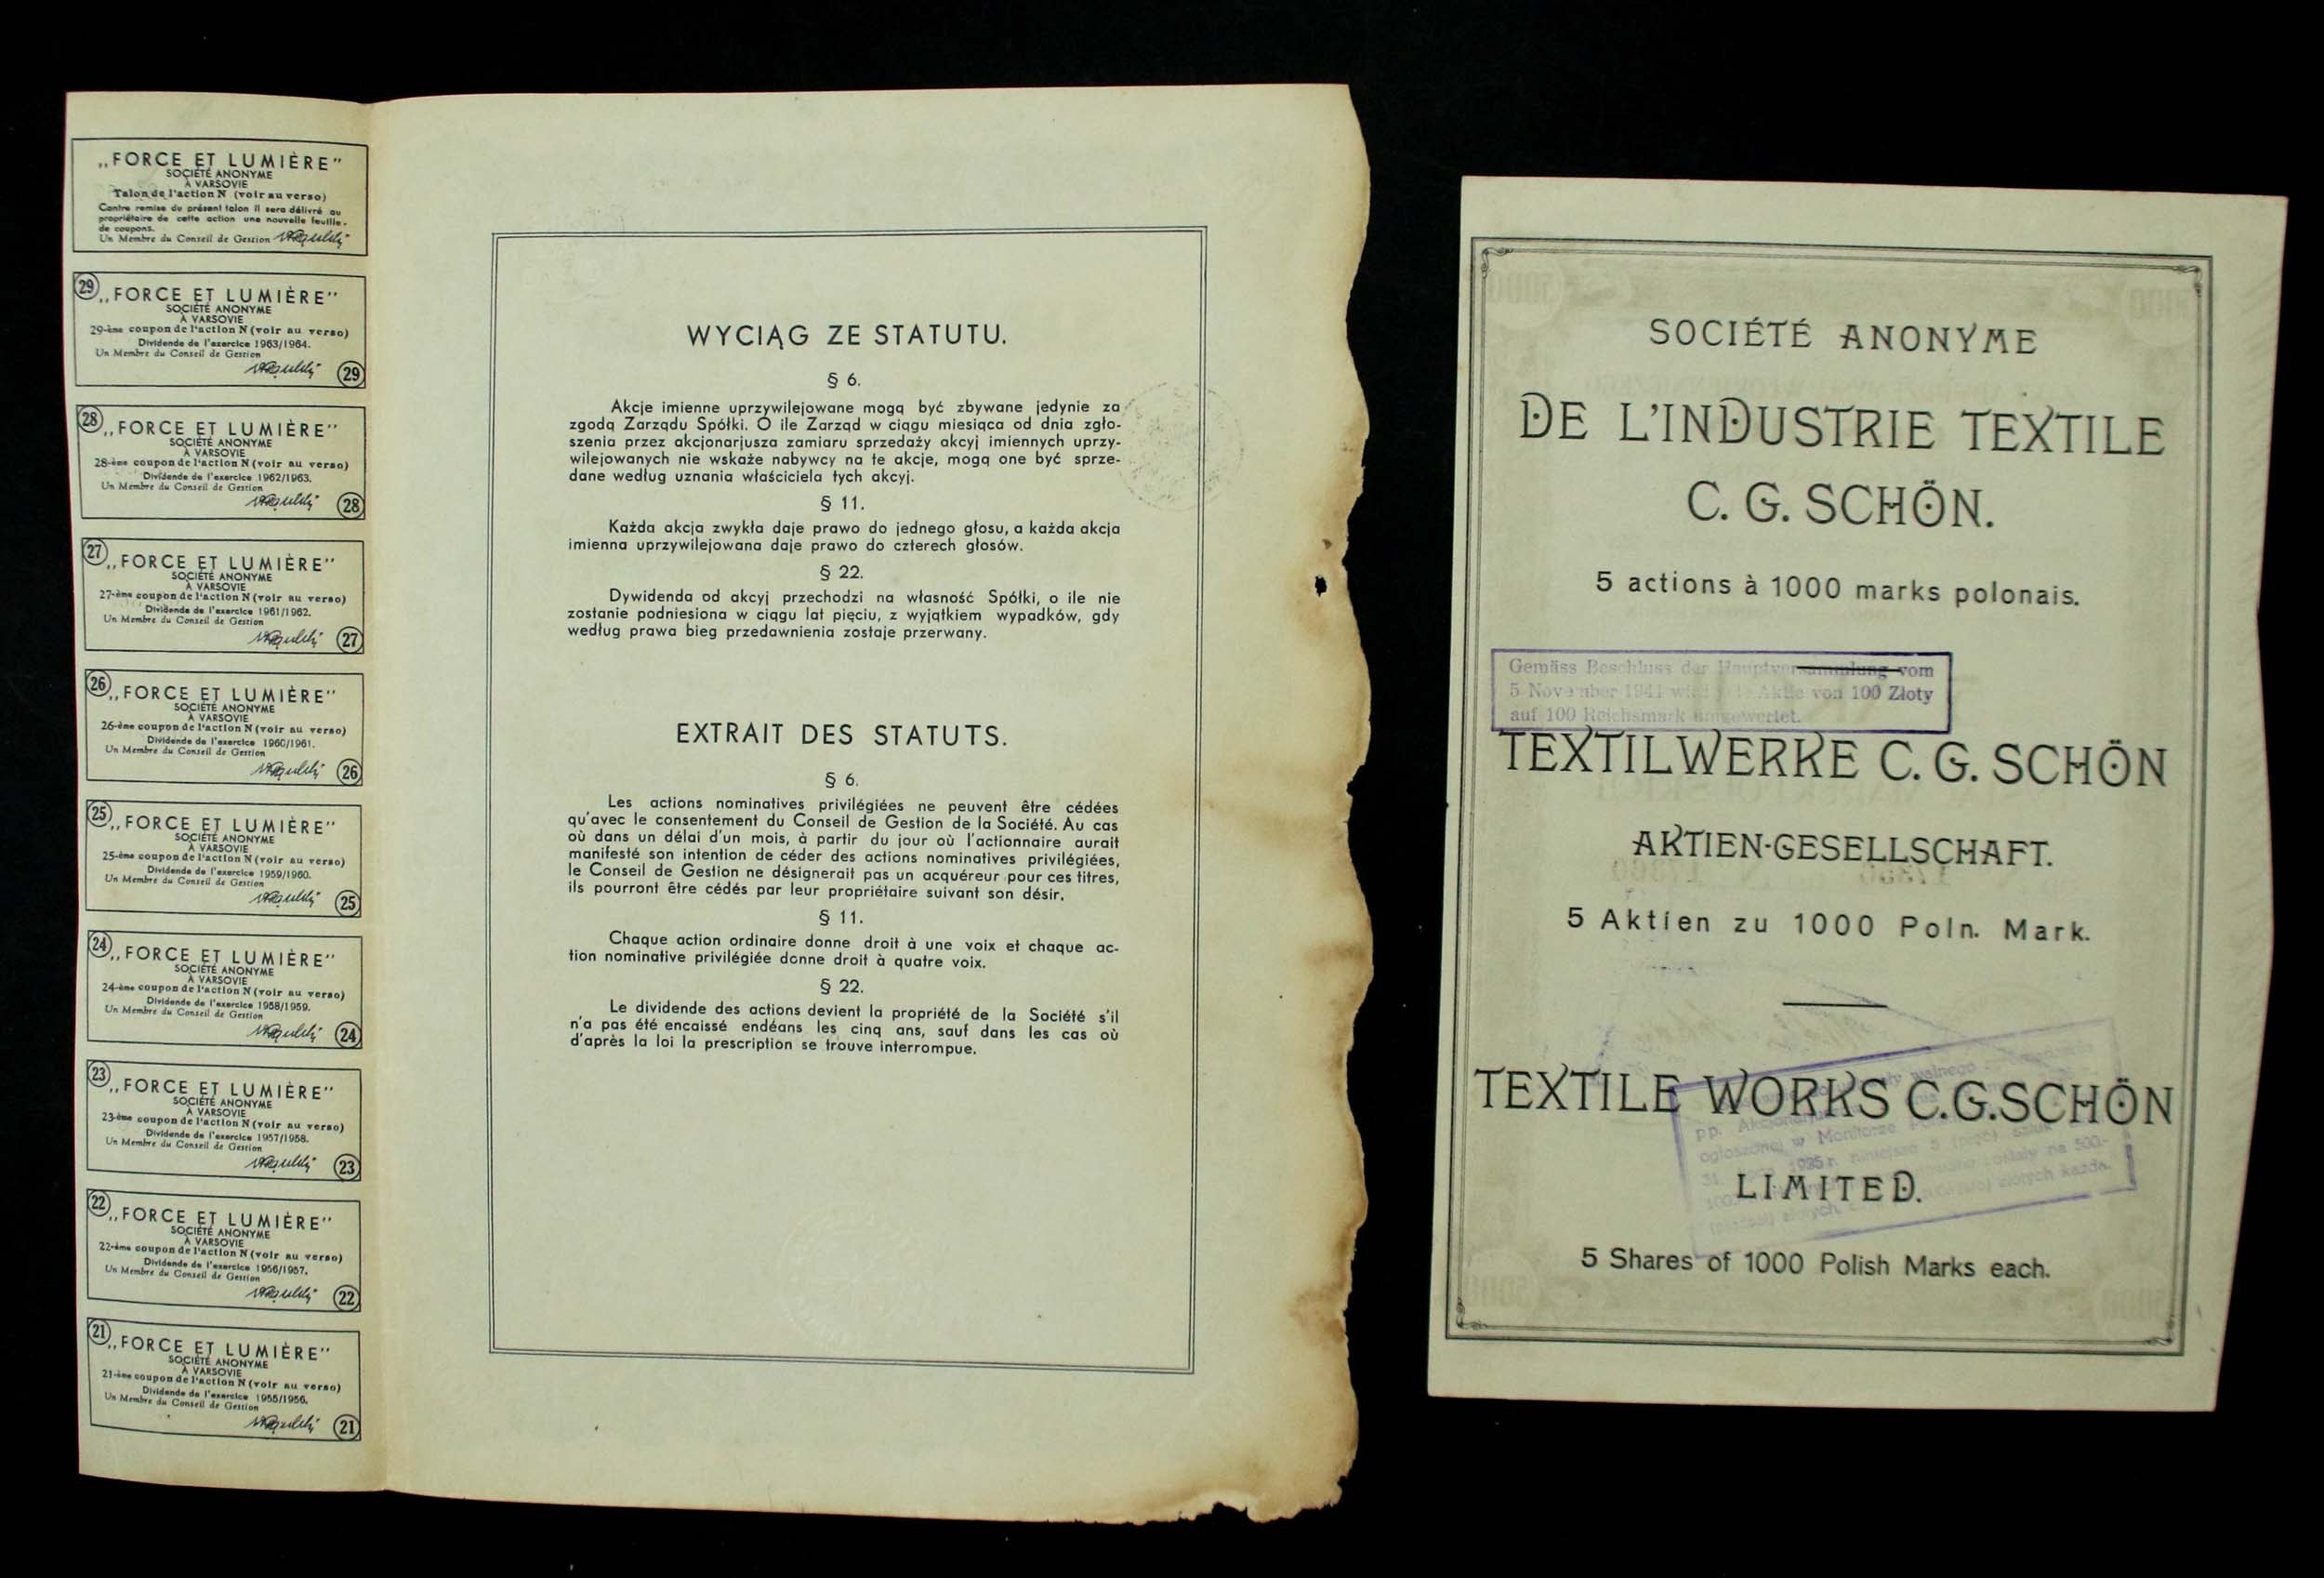 „FORCE ET LUMIÈRE"
SOCIÉTÉ ANONYME
À VARSOVIE
Talon de l'action N (voir au verso)
Contre remise du présent talon il sera délivré au
propriétaire de cette action une nouvelle feuille
de coupons.
Un Membre du Conseil de Gestion
29 „FORCE ET LUMIÈRE"
SOCIÉTÉ ANONYME
À VARSOVIE
29-ème coupon de l'action N (voir au verso)
Dividende de l'exercice 1963/1964.
Un Membre du Conseil de Gestion
29
28 „FORCE ET LUMIÈRE"
SOCIÉTÉ ANONYME
À VARSOVIE
28-ème coupon de l'action N (voir au verso)
Dividende de l'exercice 1962/1963.
Un Membre du Conseil de Gestion
28
27 „FORCE ET LUMIÈRE"
SOCIÉTÉ ANONYME
À VARSOVIE
27-ème coupon de l'action N (voir au verso)
Dividende de l'exercice 1961/1962.
Un Membre du Conseil de Gestion
27
26 „FORCE ET LUMIÈRE"
SOCIÉTÉ ANONYME
À VARSOVIE
26-ème coupon de l'action N (voir au verso)
Dividende de l'exercice 1960/1961.
Un Membre du Conseil de Gestion
26
25 „FORCE ET LUMIÈRE"
SOCIÉTÉ ANONYME
À VARSOVIE
25-ème coupon de l'action N (voir au verso)
Dividende de l'exercice 1959/1960.
Un Membre du Conseil de Gestion
25
24 „FORCE ET LUMIÈRE"
SOCIÉTÉ ANONYME
À VARSOVIE
24-ème coupon de l'action N (voir au verso)
Dividende de l'exercice 1958/1959.
Un Membre du Conseil de Gestion
24
23 „FORCE ET LUMIÈRE"
SOCIÉTÉ ANONYME
À VARSOVIE
23-ème coupon de l'action N (voir au verso)
Dividende de l'exercice 1957/1958.
Un Membre du Conseil de Gestion
23
22 „FORCE ET LUMIÈRE"
SOCIÉTÉ ANONYME
À VARSOVIE
22-ème coupon de l'action N (voir au verso)
Dividende de l'exercice 1956/1957.
Un Membre du Conseil de Gestion
22
21 „FORCE ET LUMIÈRE"
SOCIÉTÉ ANONYME
À VARSOVIE
21-ème coupon de l'action N (voir au verso)
Dividende de l'exercice 1955/1956.
Un Membre du Conseil de Gestion
21
WYCIĄG ZE STATUTU.
§ 6.
Akcje imienne uprzywilejowane mogą być zbywane jedynie za
zgodą Zarządu Spółki. O ile Zarząd w ciągu miesiąca od dnia zgło-
szenia przez akcjonarjusza zamiaru sprzedaży akcyj imiennych uprzy-
wilejowanych nie wskaże nabywcy na te akcje, mogą one być sprze-
dane według uznania właściciela tych akcyj.
§ 11.
Każda akcja zwykła daje prawo do jednego głosu, a każda akcja
imienna uprzywilejowana daje prawo do czterech głosów.
§ 22.
Dywidenda od akcyj przechodzi na własność Spółki, o ile nie
zostanie podniesiona w ciągu lat pięciu, z wyjątkiem wypadków, gdy
według prawa bieg przedawnienia zostaje przerwany.
EXTRAIT DES STATUTS.
§ 6.
Les actions nominatives privilégiées ne peuvent être cédées
qu'avec le consentement du Conseil de Gestion de la Société. Au cas
où dans un délai d'un mois, à partir du jour où l'actionnaire aurait
manifesté son intention de céder des actions nominatives privilégiées,
le Conseil de Gestion ne désignerait pas un acquéreur pour ces titres,
ils pourront être cédés par leur propriétaire suivant son désir.
§ 11.
Chaque action ordinaire donne droit à une voix et chaque ac-
tion nominative privilégiée donne droit à quatre voix.
§ 22.
Le dividende des actions devient la propriété de la Société s'il
n'a pas été encaissé endéans les cinq ans, sauf dans les cas où
d'après la loi la prescription se trouve interrompue.
SOCIÉTÉ ANONYME
DE L'INDUSTRIE TEXTILE
C. G. SCHÖN.
5 actions à 1000 marks polonais.
Gemäss Beschluss der Hauptversammlung vom
5 November 1941 Aktie von 100 Złoty
auf 100 Reichsmark umgewertet.
TEXTILWERKE C. G. SCHÖN
AKTIEN-GESELLSCHAFT.
5 Aktien zu 1000 Poln. Mark.
TEXTILE WORKS C.G.SCHÖN
pp.
ogłoszonej w Monitorze
31 1935 r. niniejsze 5 (pięć) sztuk
zostały na 500.-
złotych każda.
LIMITED.
5 Shares of 1000 Polish Marks each.